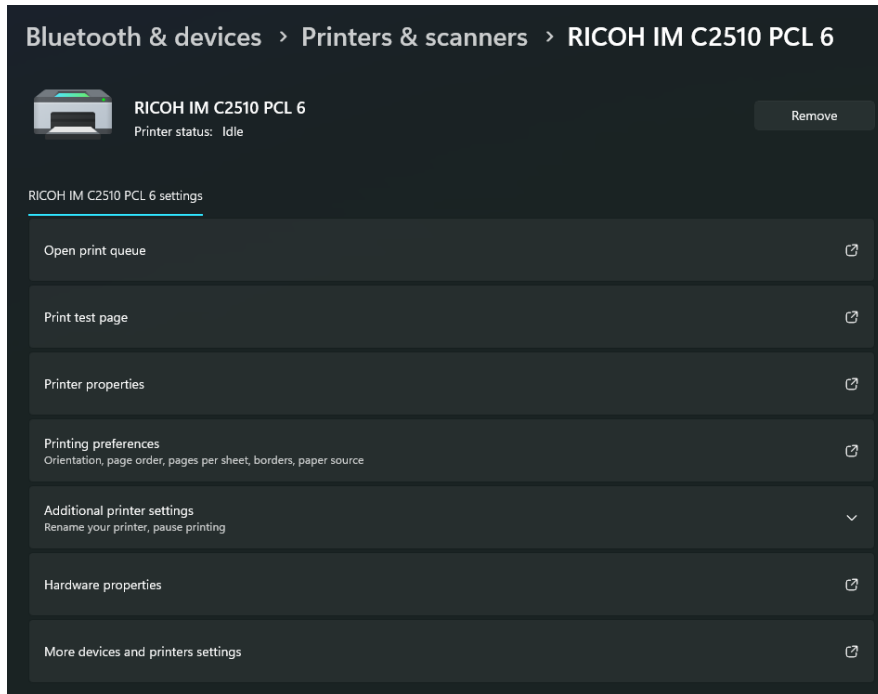 Bluetooth & devices > Printers & scanners > RICOH IM C2510 PCL 6
RICOH IM C2510 PCL 6
Printer status: Idle
Remove
RICOH IM C2510 PCL 6 settings
Open print queue
Print test page
Printer properties
Printing preferences
Orientation, page order, pages per sheet, borders, paper source
Additional printer settings
Rename your printer, pause printing
Hardware properties
More devices and printers settings